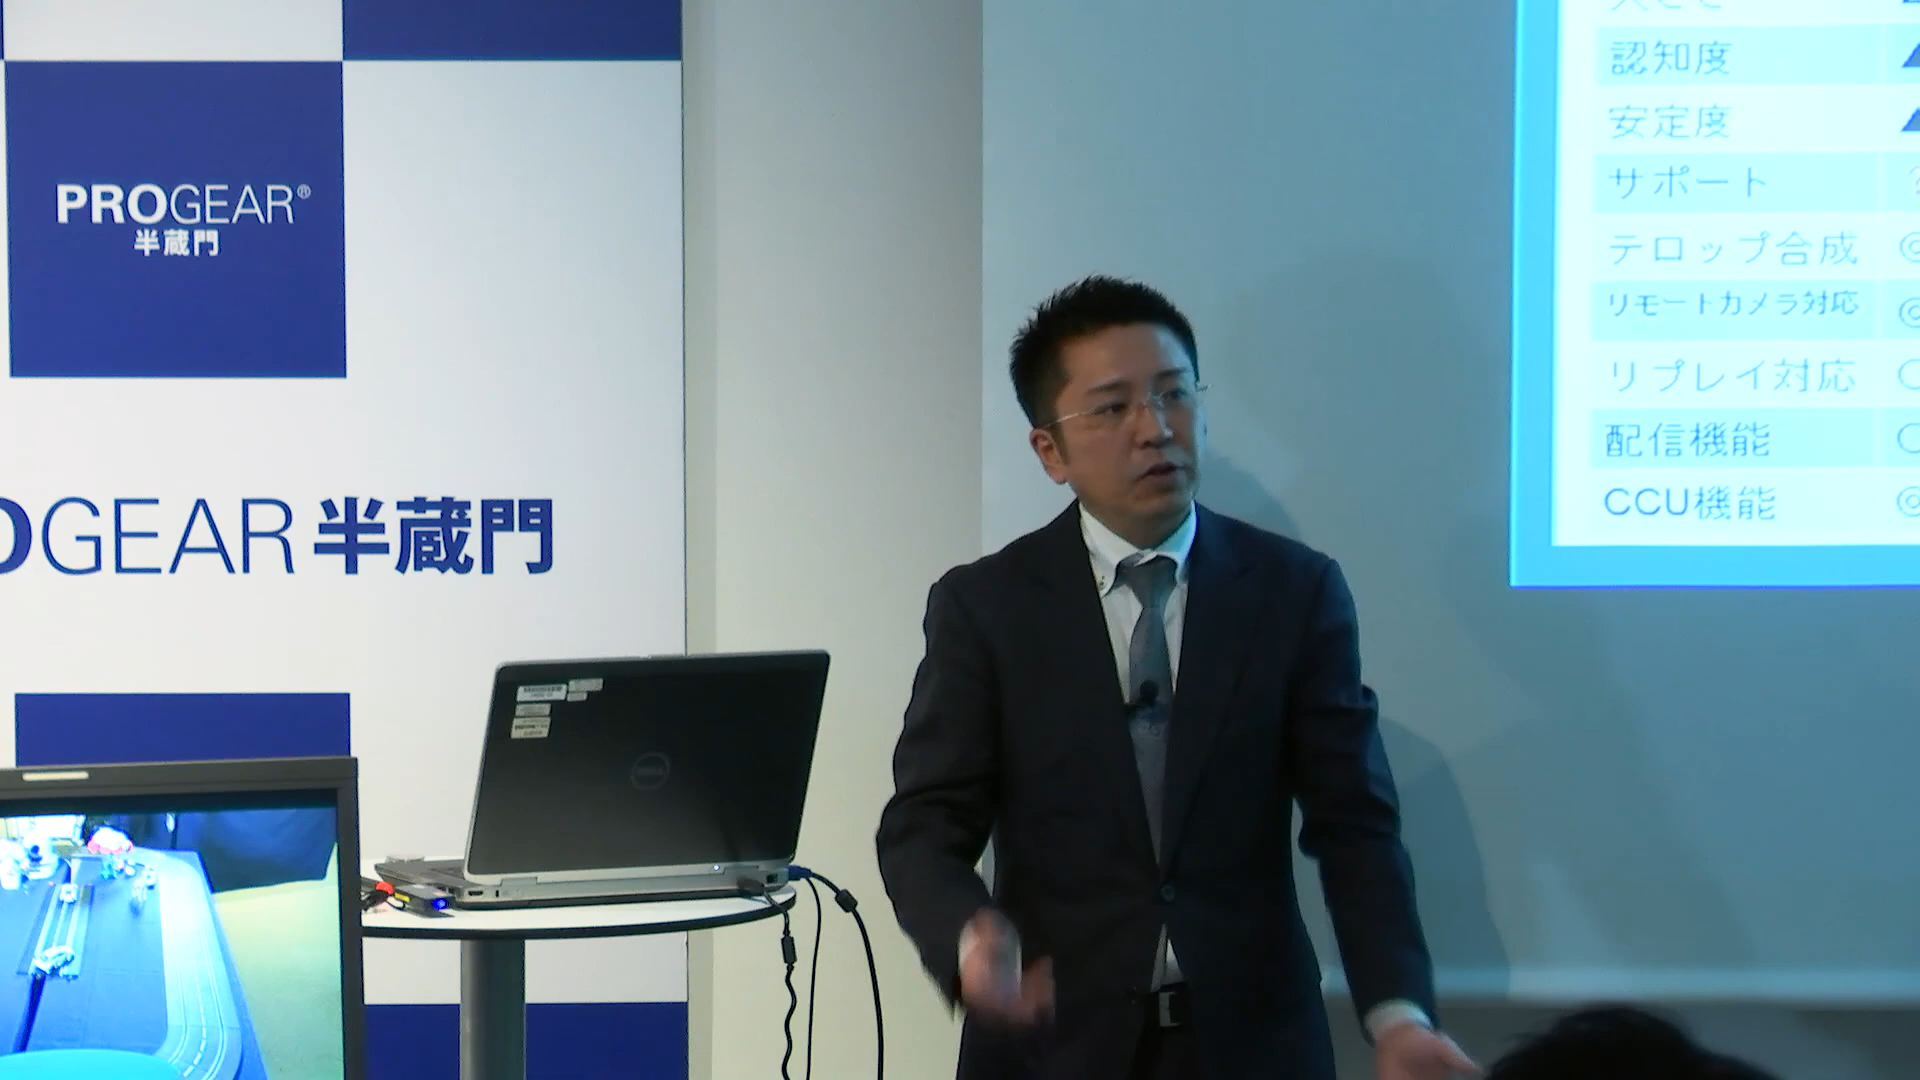 PROGEAR®
半蔵門
OGEAR 半蔵門
DELL
認知度
安定度
サポート
テロップ合成 ◎
リモートカメラ対応 ◎
リプレイ対応 〇
配信機能 〇
CCU機能 ◎